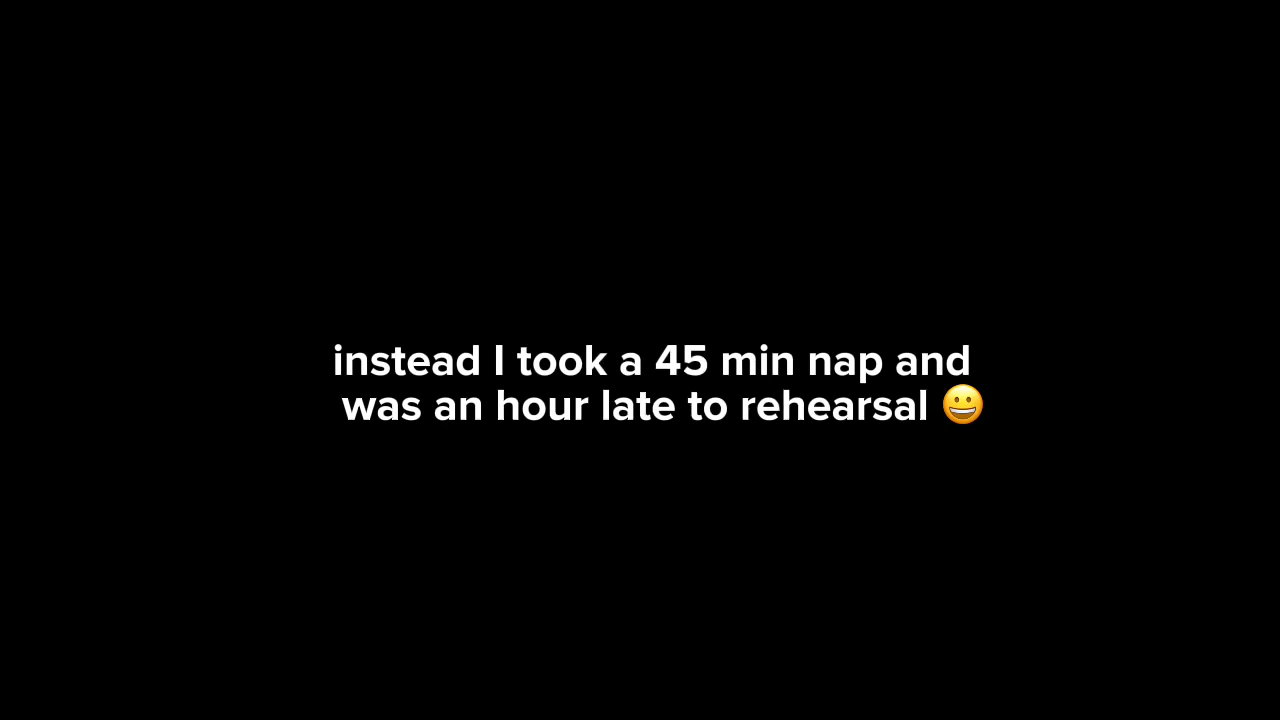 instead I took a 45 min nap and
was an hour late to rehearsal 😀